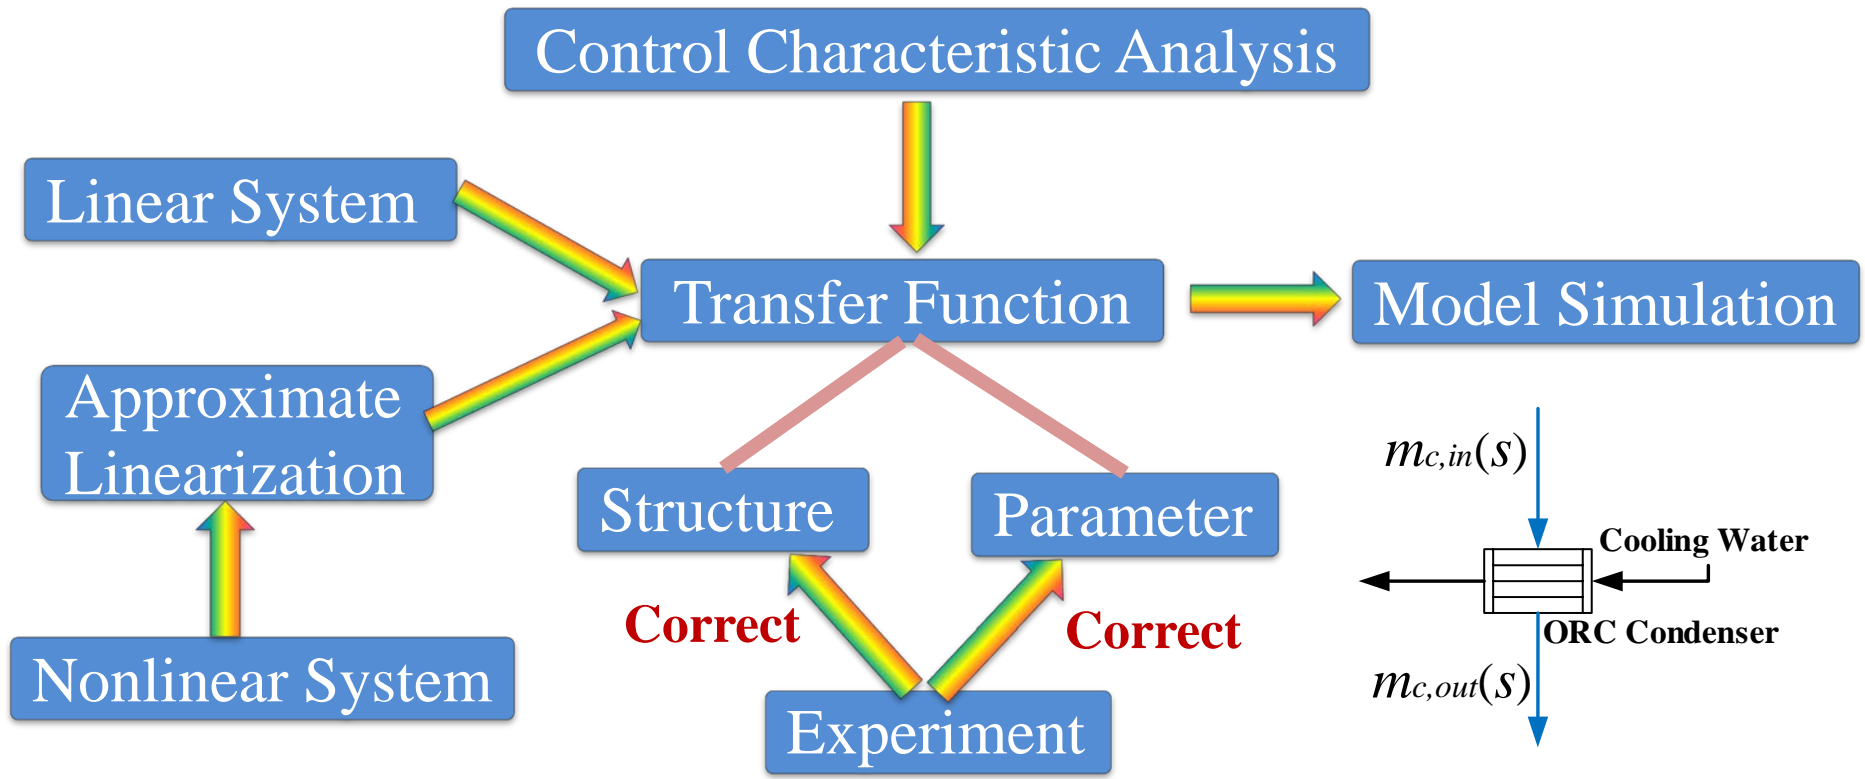 Control Characteristic Analysis
Linear System
Transfer Function
Model Simulation
Approximate
Linearization
Structure
Parameter
Correct
Correct
Nonlinear System
Experiment
mc,in(s)
Cooling Water
ORC Condenser
mc,out(s)